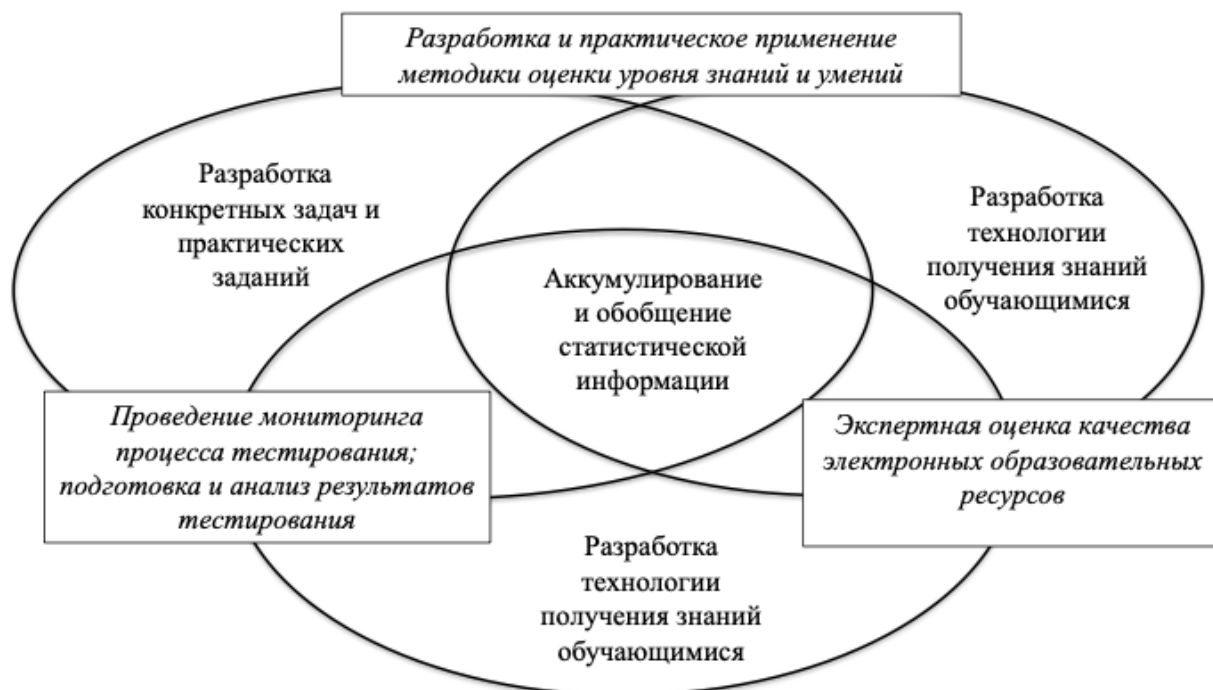 Разработка и практическое применение
методики оценки уровня знаний и умений
Разработка
конкретных задач и
практических
заданий
Разработка
технологии
получения знаний
обучающимися
Аккумулирование
и обобщение
статистической
информации
Проведение мониторинга
процесса тестирования;
подготовка и анализ результатов
тестирования
Экспертная оценка качества
электронных образовательных
ресурсов
Разработка
технологии
получения знаний
обучающимися